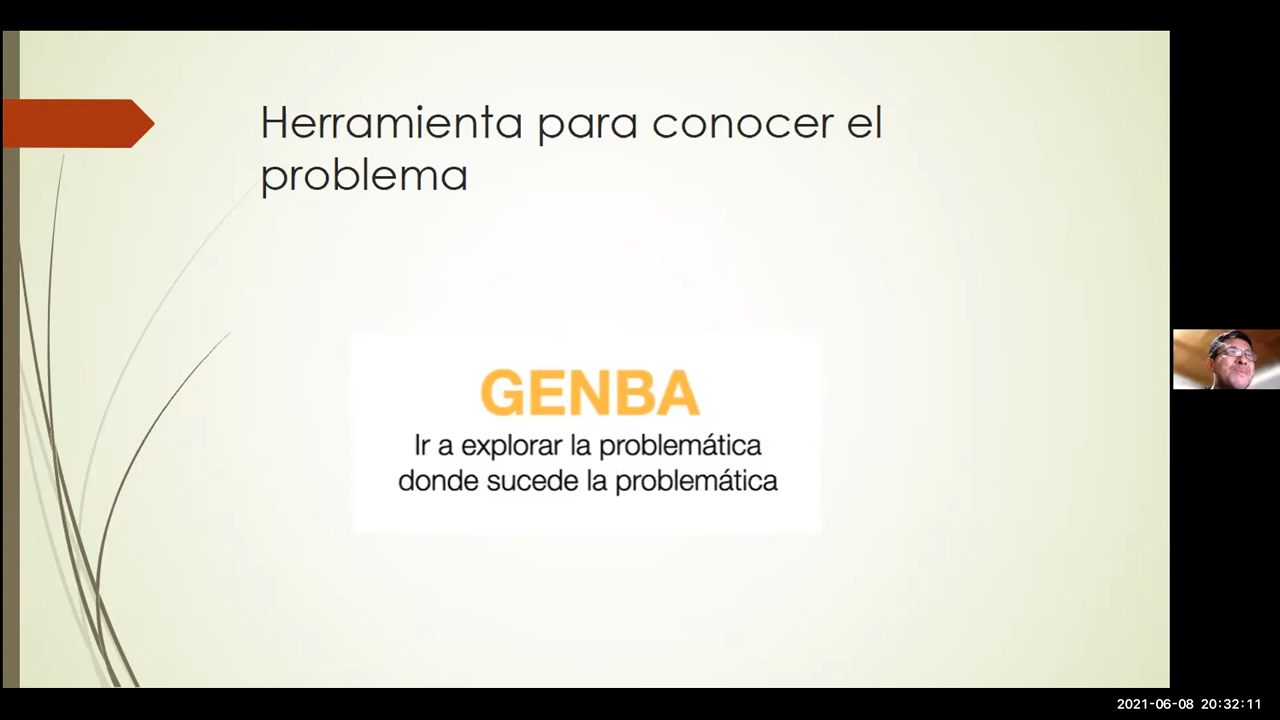 Herramienta para conocer el
problema
GENBA
Ir a explorar la problemática
donde sucede la problemática
2021-06-08 20:32:11